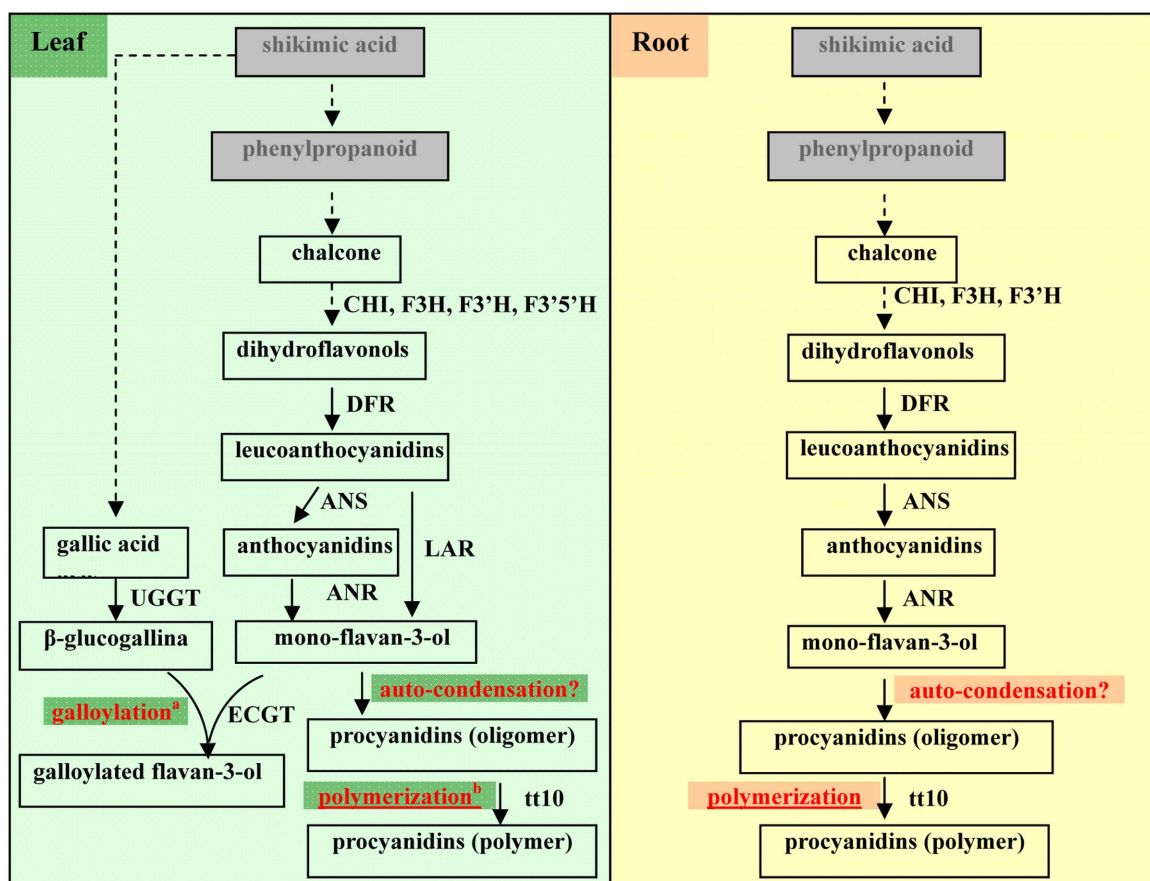 Leaf
shikimic acid
phenylpropanoid
chalcone
CHI, F3H, F3’H, F3’5’H
dihydroflavonols
DFR
leucoanthocyanidins
ANS
gallic acid
anthocyanidins
LAR
UGGT
ANR
β-glucogallina
mono-flavan-3-ol
auto-condensation?
galloylationᵃ
ECGT
procyanidins (oligomer)
galloylated flavan-3-ol
polymerizationᵇ
tt10
procyanidins (polymer)
Root
shikimic acid
phenylpropanoid
chalcone
CHI, F3H, F3’H
dihydroflavonols
DFR
leucoanthocyanidins
ANS
anthocyanidins
ANR
mono-flavan-3-ol
auto-condensation?
procyanidins (oligomer)
polymerization
tt10
procyanidins (polymer)